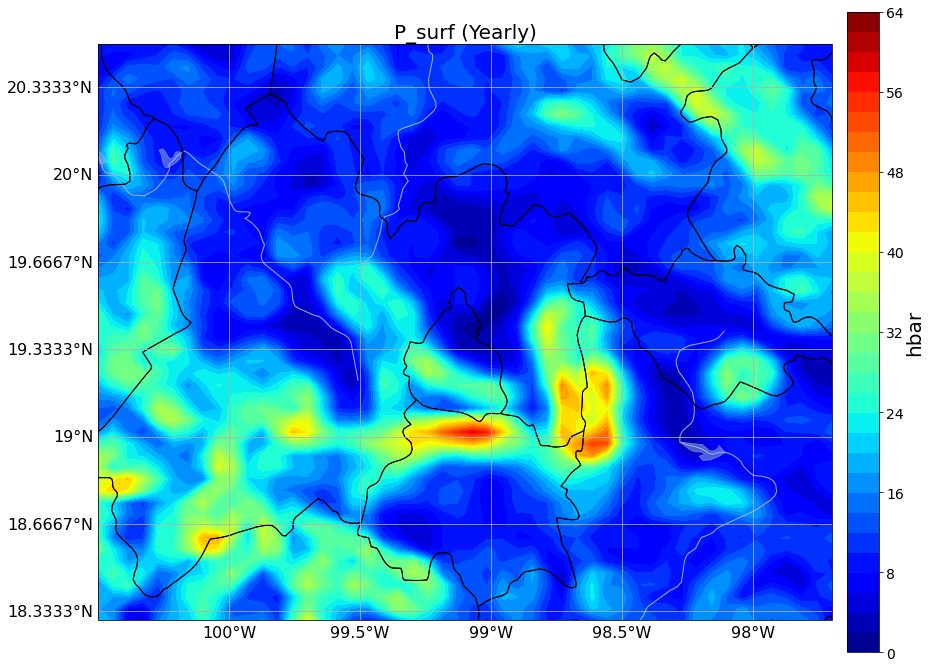 P_surf (Yearly)
64
56
48
40
32
24
16
8
0
hbar
20.3333°N
20°N
19.6667°N
19.3333°N
19°N
18.6667°N
18.3333°N
100°W
99.5°W
99°W
98.5°W
98°W